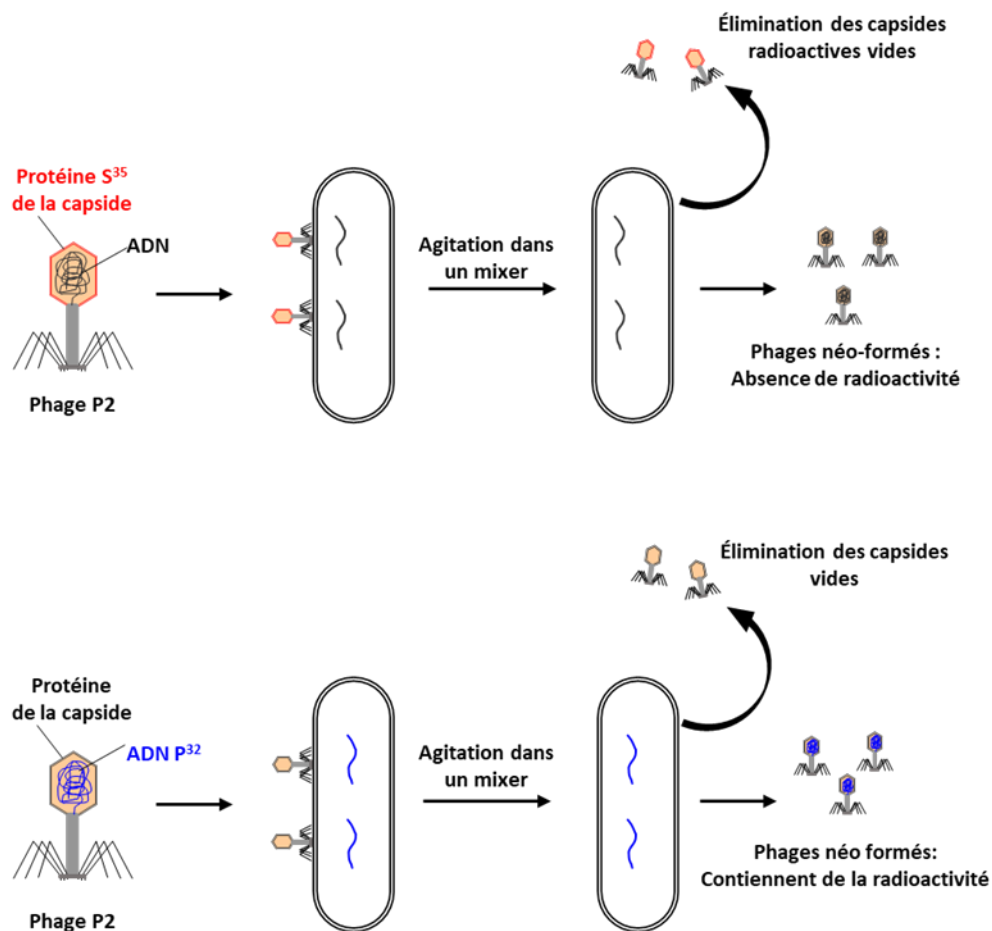 Élimination des capsides
radioactives vides
Protéine S³⁵
de la capside
ADN
Agitation dans
un mixer
Phages néo-formés :
Absence de radioactivité
Phage P2
Élimination des capsides
vides
Protéine
de la capside
ADN P³²
Agitation dans
un mixer
Phages néo formés:
Contiennent de la radioactivité
Phage P2